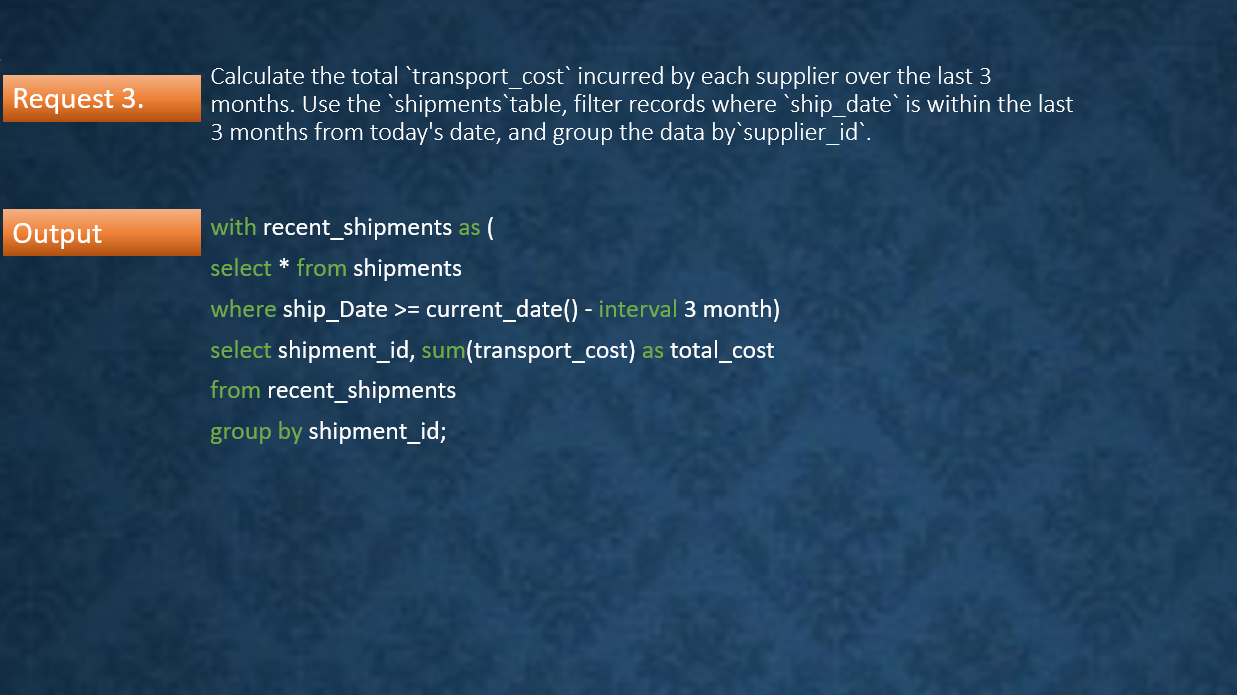 Request 3.
Calculate the total `transport_cost` incurred by each supplier over the last 3
months. Use the `shipments`table, filter records where `ship_date` is within the last
3 months from today's date, and group the data by`supplier_id`.
Output
with recent_shipments as (
select * from shipments
where ship_Date >= current_date() - interval 3 month)
select shipment_id, sum(transport_cost) as total_cost
from recent_shipments
group by shipment_id;